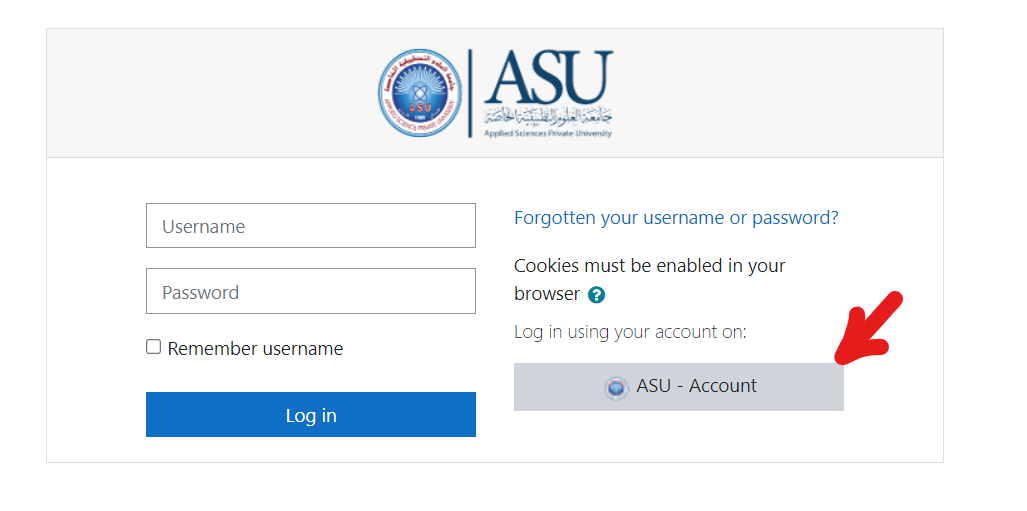 ASU
جامعة العلوم التطبيقية الخاصة
Applied Sciences Private University
Username
Password
Remember username
Log in
Forgotten your username or password?
Cookies must be enabled in your
browser
Log in using your account on:
ASU - Account